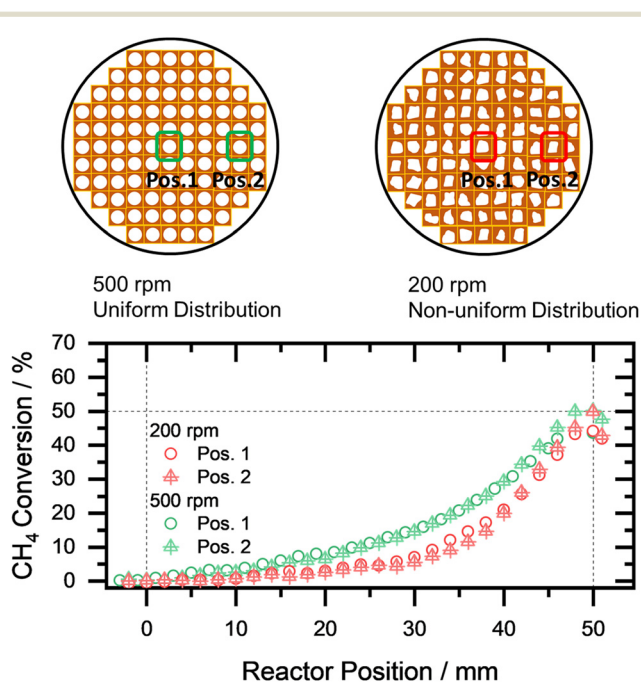 Pos.1 Pos.2
Pos.1 Pos.2
500 rpm
Uniform Distribution
200 rpm
Non-uniform Distribution
70
60
50
40
30
20
10
0
CH₄ Conversion / %
200 rpm
Pos. 1
Pos. 2
500 rpm
Pos. 1
Pos. 2
0 10 20 30 40 50
Reactor Position / mm